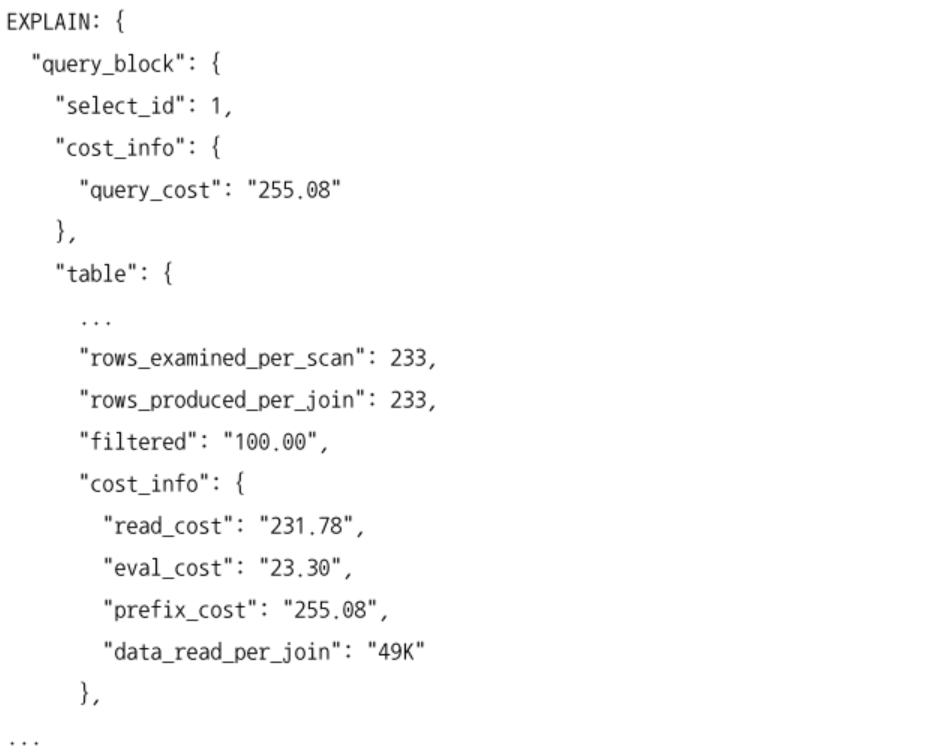 EXPLAIN: {
  "query_block": {
    "select_id": 1,
    "cost_info": {
      "query_cost": "255.08"
    },
    "table": {
      ...
      "rows_examined_per_scan": 233,
      "rows_produced_per_join": 233,
      "filtered": "100.00",
      "cost_info": {
        "read_cost": "231.78",
        "eval_cost": "23.30",
        "prefix_cost": "255.08",
        "data_read_per_join": "49K"
      },
...